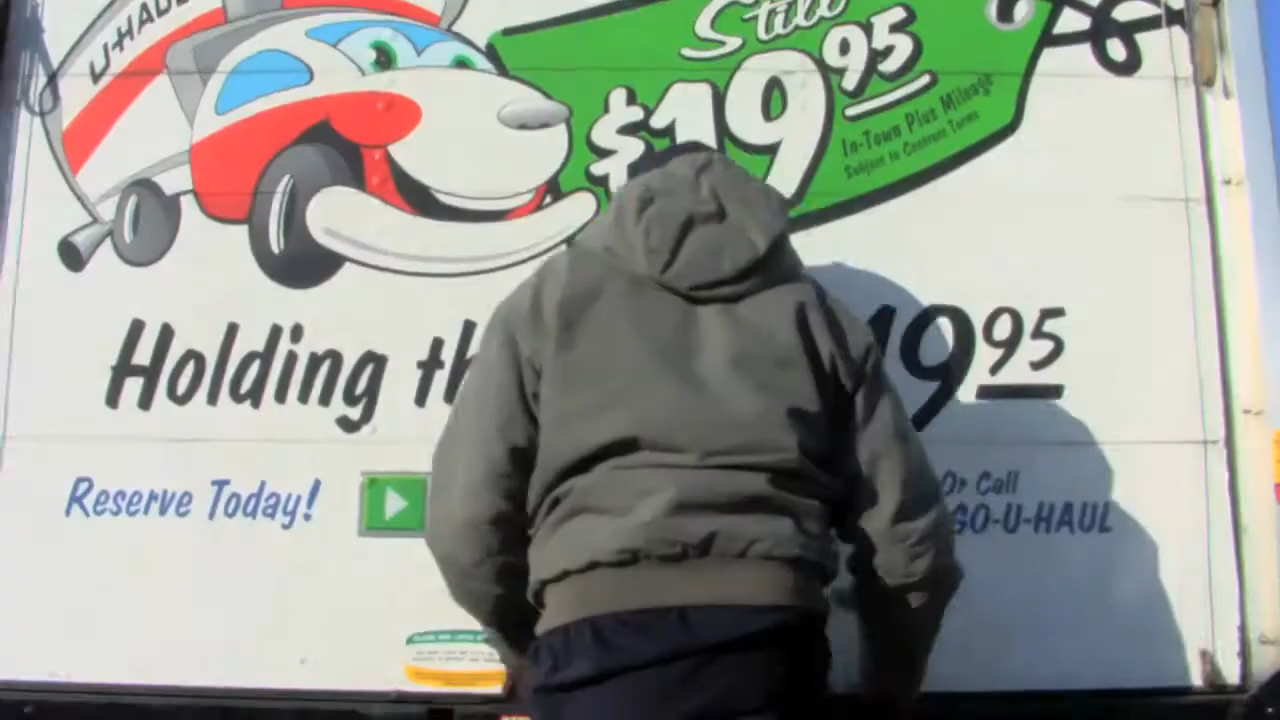 U-HAUL
Still
$19 95
In-Town Plus Mileage
Subject to Contract Terms
Holding th 19 95
Reserve Today!
Or Call
GO-U-HAUL